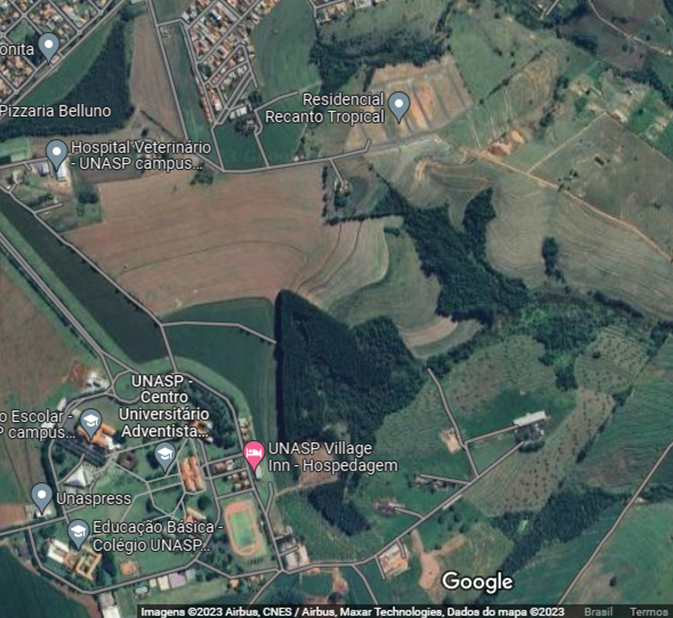 onita
Pizzaria Belluno
Residencial
Recanto Tropical
Hospital Veterinário
- UNASP campus...
UNASP -
Centro
Universitário
Adventista...
o Escolar -
P campus...
UNASP Village
Inn - Hospedagem
Unaspress
Educação Básica -
Colégio UNASP...
Google
Imagens ©2023 Airbus, CNES / Airbus, Maxar Technologies, Dados do mapa ©2023 Brasil Termos